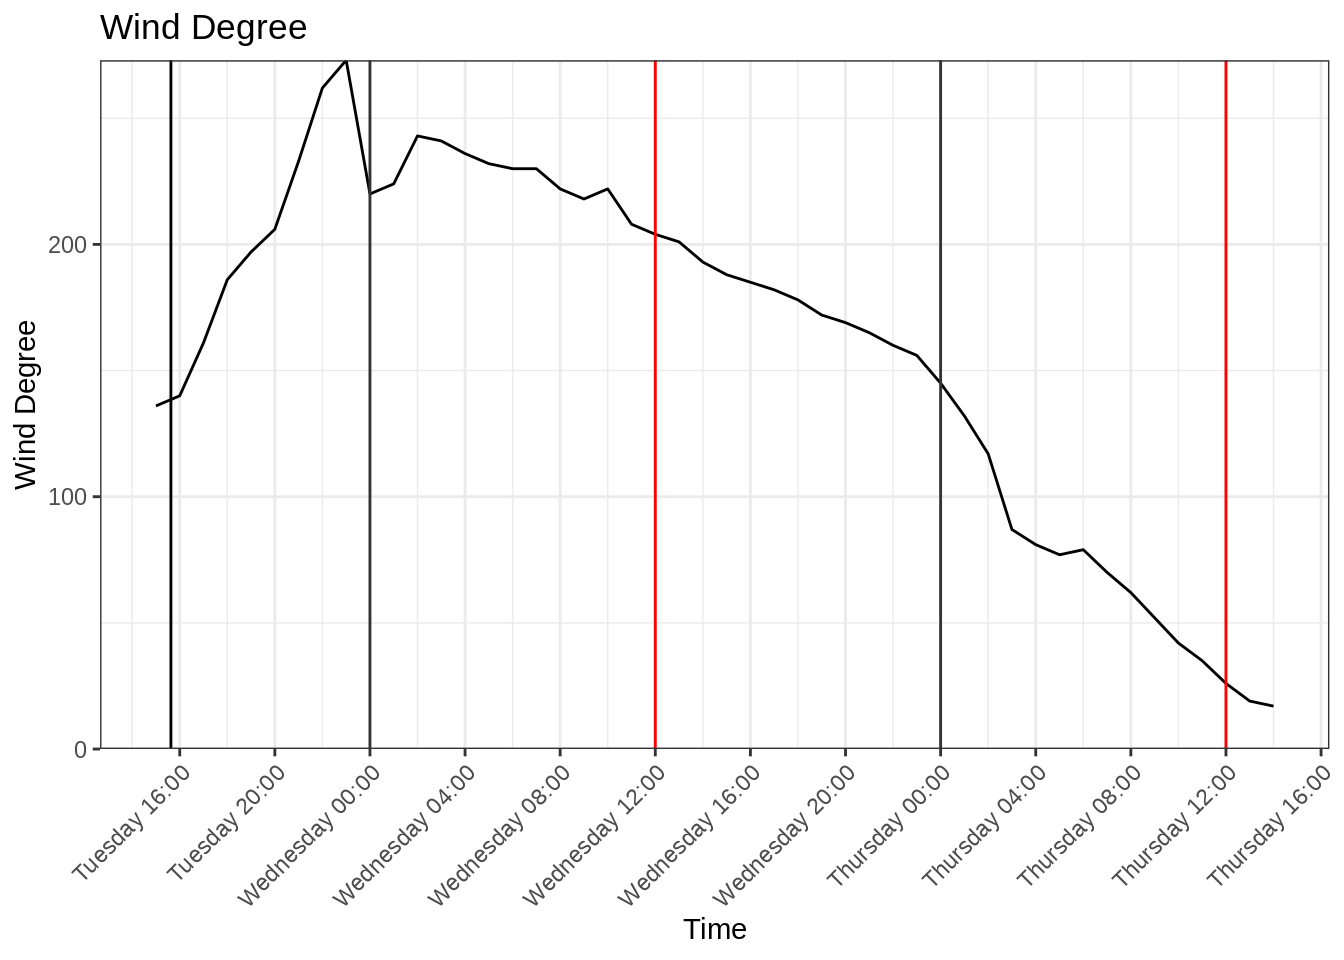 Wind Degree
Wind Degree
200
100
0
Tuesday 16:00
Tuesday 20:00
Wednesday 00:00
Wednesday 04:00
Wednesday 08:00
Wednesday 12:00
Wednesday 16:00
Wednesday 20:00
Thursday 00:00
Thursday 04:00
Thursday 08:00
Thursday 12:00
Thursday 16:00
Time